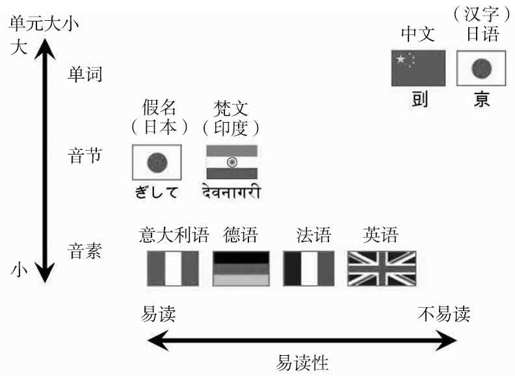 单元大小
大
单词
音节
音素
小
中文
（汉字）
日语
京
假名
（日本）
梵文
（印度）
ぎして
देवनागरी
意大利语
德语
法语
英语
易读
不易读
易读性